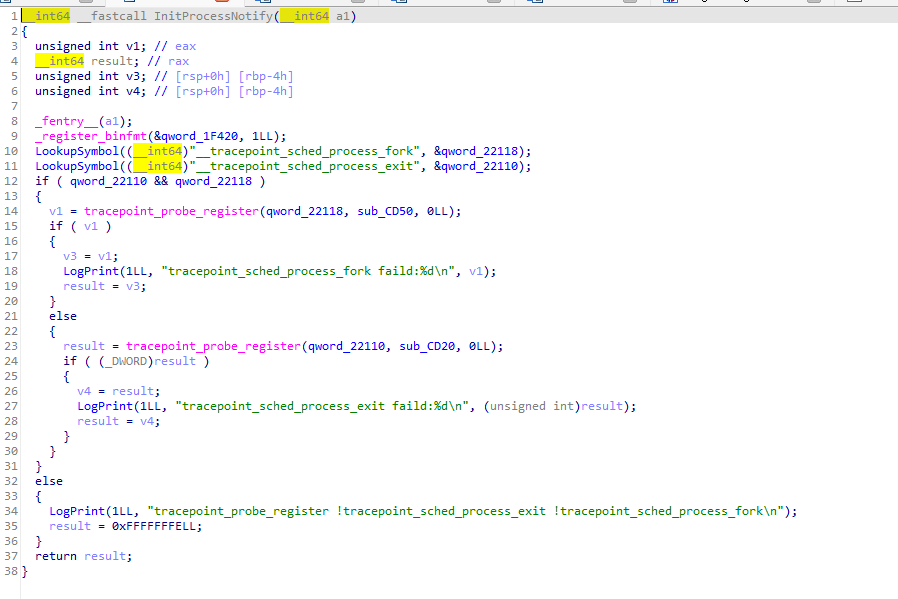 1 __int64 __fastcall InitProcessNotify(__int64 a1)
2 {
3 unsigned int v1; // eax
4 __int64 result; // rax
5 unsigned int v3; // [rsp+0h] [rbp-4h]
6 unsigned int v4; // [rsp+0h] [rbp-4h]
7
8 _fentry__(a1);
9 _register_binfmt(&qword_1F420, 1LL);
10 LookupSymbol((__int64)"__tracepoint_sched_process_fork", &qword_22118);
11 LookupSymbol((__int64)"__tracepoint_sched_process_exit", &qword_22110);
12 if ( qword_22110 && qword_22118 )
13 {
14 v1 = tracepoint_probe_register(qword_22118, sub_CD50, 0LL);
15 if ( v1 )
16 {
17 v3 = v1;
18 LogPrint(1LL, "tracepoint_sched_process_fork faild:%d\n", v1);
19 result = v3;
20 }
21 else
22 {
23 result = tracepoint_probe_register(qword_22110, sub_CD20, 0LL);
24 if ( (_DWORD)result )
25 {
26 v4 = result;
27 LogPrint(1LL, "tracepoint_sched_process_exit faild:%d\n", (unsigned int)result);
28 result = v4;
29 }
30 }
31 }
32 else
33 {
34 LogPrint(1LL, "tracepoint_probe_register !tracepoint_sched_process_exit !tracepoint_sched_process_fork\n");
35 result = 0xFFFFFFFELL;
36 }
37 return result;
38 }